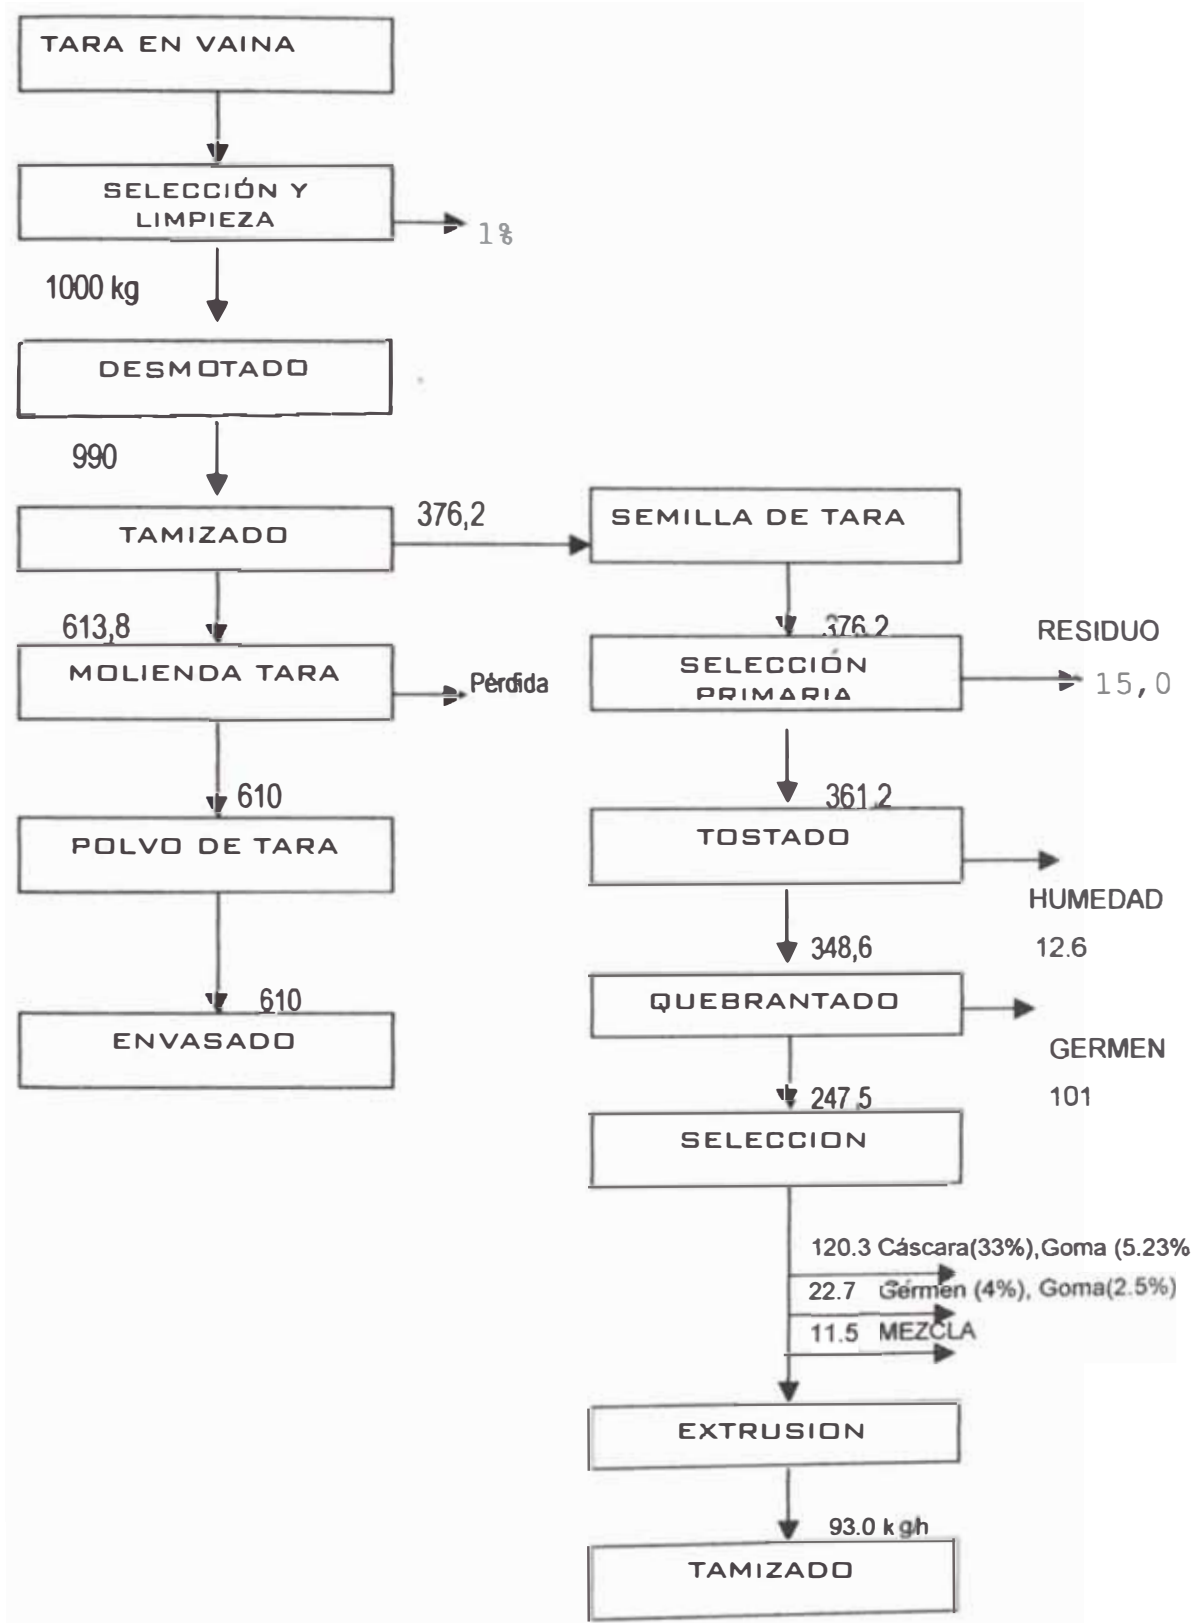 TARA EN VAINA
SELECCIÓN Y
LIMPIEZA
1%
1000 kg
DESMOTADO
990
TAMIZADO
376,2
SEMILLA DE TARA
613,8
MOLIENDA TARA
Pérdida
376.2
SELECCIÓN
PRIMARIA
RESIDUO
15,0
610
POLVO DE TARA
361,2
TOSTADO
HUMEDAD
12.6
610
ENVASADO
348,6
QUEBRANTADO
GERMEN
101
247,5
SELECCION
120.3 Cáscara(33%),Goma (5.23%
22.7 Gérmen (4%), Goma(2.5%)
11.5 MEZCLA
EXTRUSION
93.0 kg/h
TAMIZADO